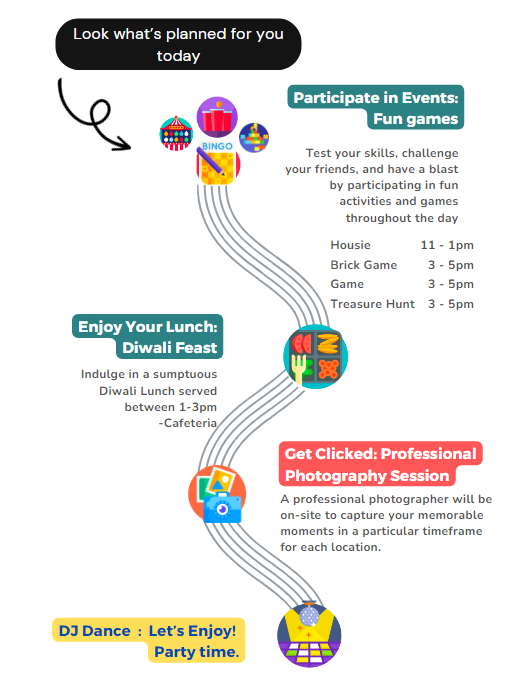 Look what's planned for you
today
Participate in Events:
Fun games
BINGO
Test your skills, challenge
your friends, and have a blast
by participating in fun
activities and games
throughout the day
Housie 11 - 1pm
Brick Game 3 - 5pm
Game 3 - 5pm
Treasure Hunt 3 - 5pm
Enjoy Your Lunch:
Diwali Feast
Indulge in a sumptuous
Diwali Lunch served
between 1-3pm
-Cafeteria
Get Clicked: Professional
Photography Session
A professional photographer will be
on-site to capture your memorable
moments in a particular timeframe
for each location.
DJ Dance : Let's Enjoy!
Party time.